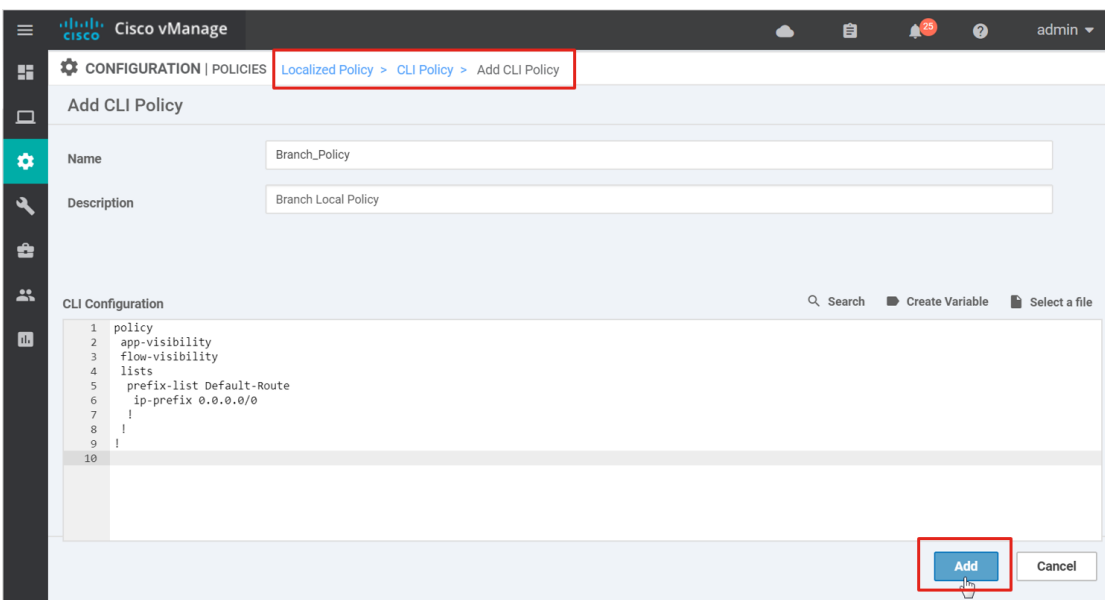 cisco Cisco vManage 25 ? admin
CONFIGURATION | POLICIES Localized Policy > CLI Policy > Add CLI Policy
Add CLI Policy
Name Branch_Policy
Description Branch Local Policy
CLI Configuration Search Create Variable Select a file
1 policy
2 app-visibility
3 flow-visibility
4 lists
5 prefix-list Default-Route
6 ip-prefix 0.0.0.0/0
7 !
8 !
9 !
10
Add Cancel